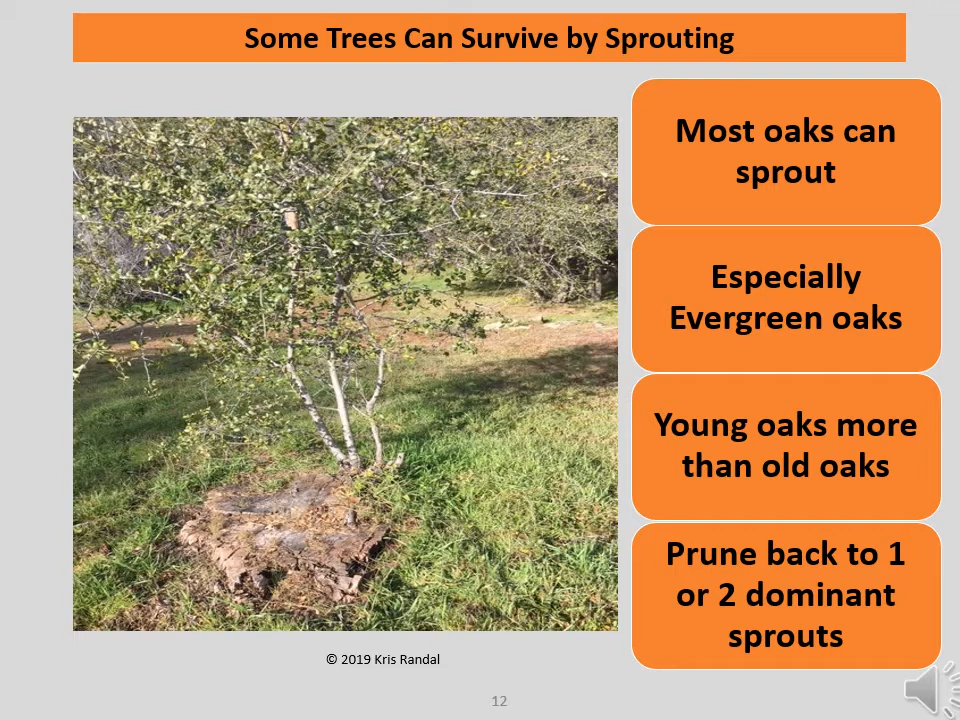 Some Trees Can Survive by Sprouting
Most oaks can
sprout
Especially
Evergreen oaks
Young oaks more
than old oaks
Prune back to 1
or 2 dominant
sprouts
© 2019 Kris Randal
12